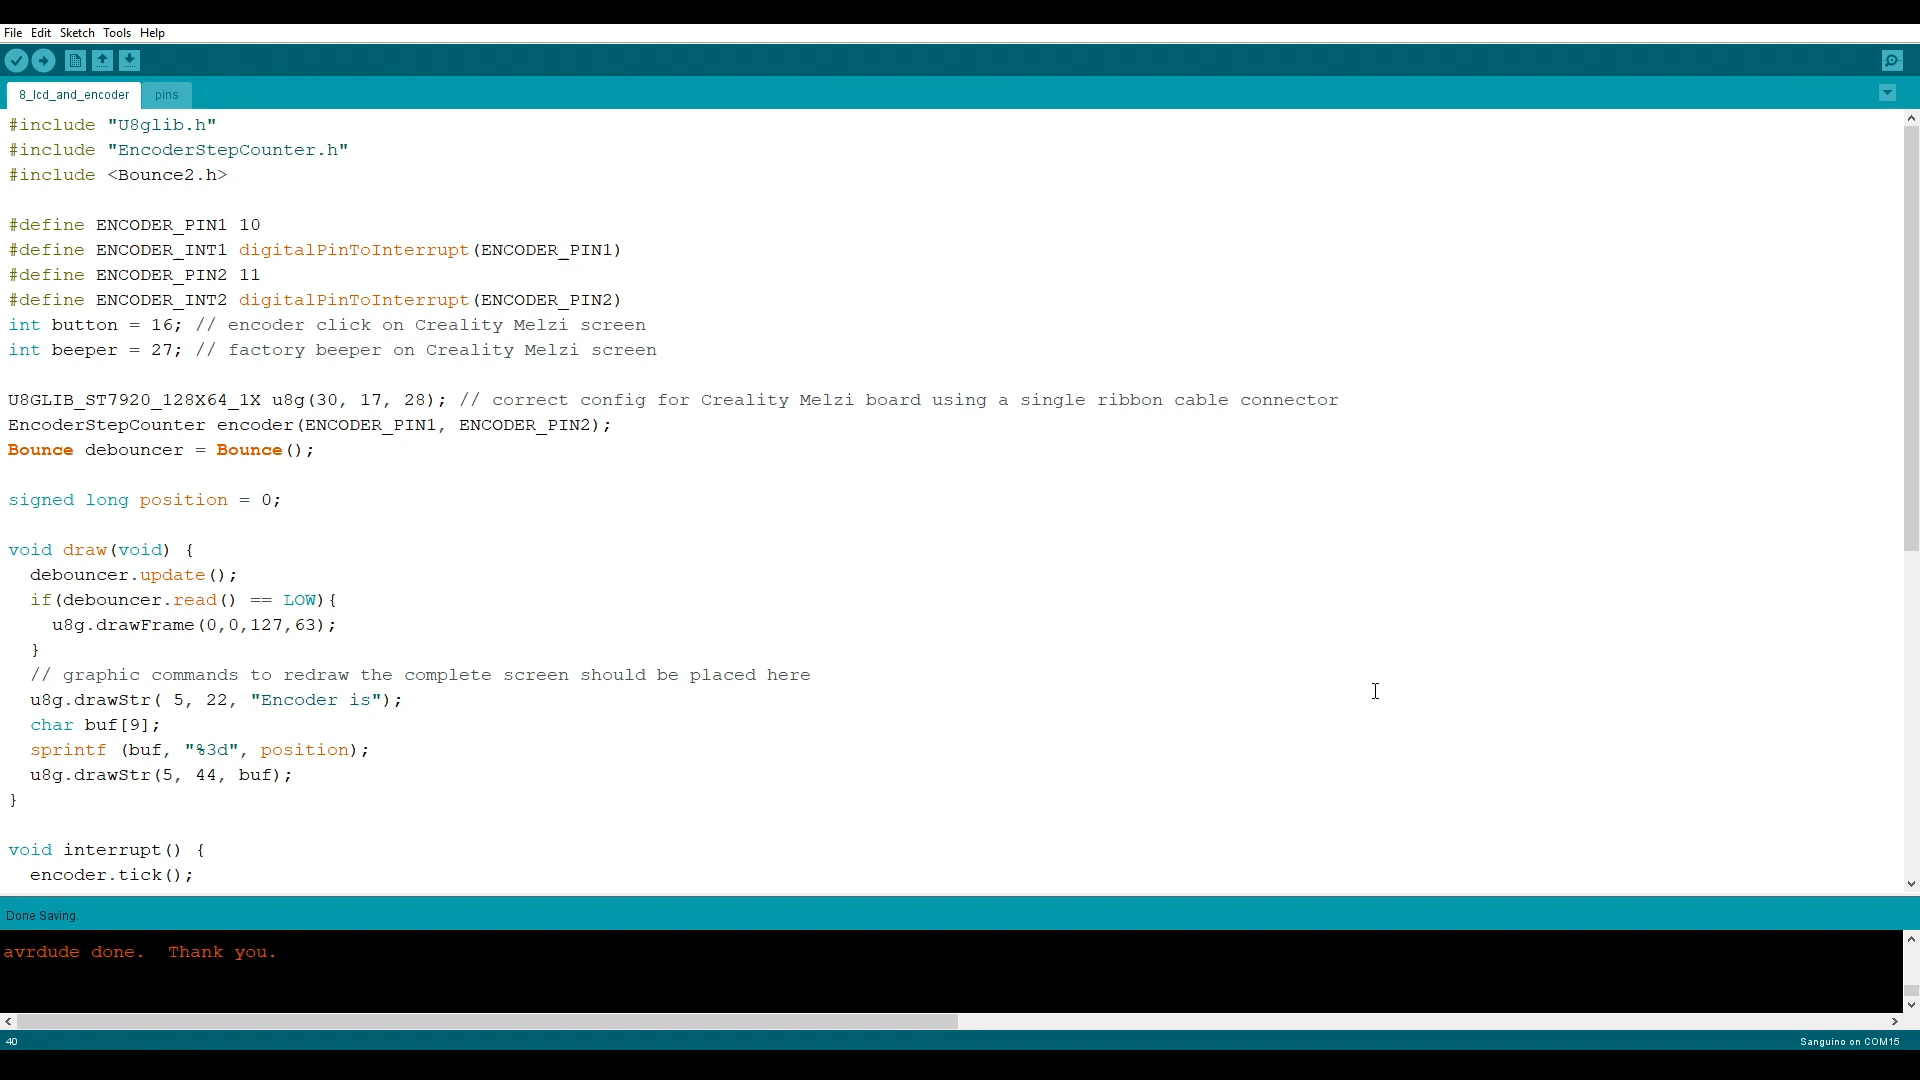 File Edit Sketch Tools Help
8_lcd_and_encoder pins
#include "U8glib.h"
#include "EncoderStepCounter.h"
#include <Bounce2.h>
#define ENCODER_PIN1 10
#define ENCODER_INT1 digitalPinToInterrupt(ENCODER_PIN1)
#define ENCODER_PIN2 11
#define ENCODER_INT2 digitalPinToInterrupt(ENCODER_PIN2)
int button = 16; // encoder click on Creality Melzi screen
int beeper = 27; // factory beeper on Creality Melzi screen
U8GLIB_ST7920_128X64_1X u8g(30, 17, 28); // correct config for Creality Melzi board using a single ribbon cable connector
EncoderStepCounter encoder(ENCODER_PIN1, ENCODER_PIN2);
Bounce debouncer = Bounce();
signed long position = 0;
void draw(void) {
debouncer.update();
if(debouncer.read() == LOW){
u8g.drawFrame(0,0,127,63);
}
// graphic commands to redraw the complete screen should be placed here
u8g.drawStr( 5, 22, "Encoder is");
char buf[9];
sprintf (buf, "%3d", position);
u8g.drawStr(5, 44, buf);
}
void interrupt() {
encoder.tick();
Done Saving.
avrdude done.  Thank you.
40
Sanguino on COM15